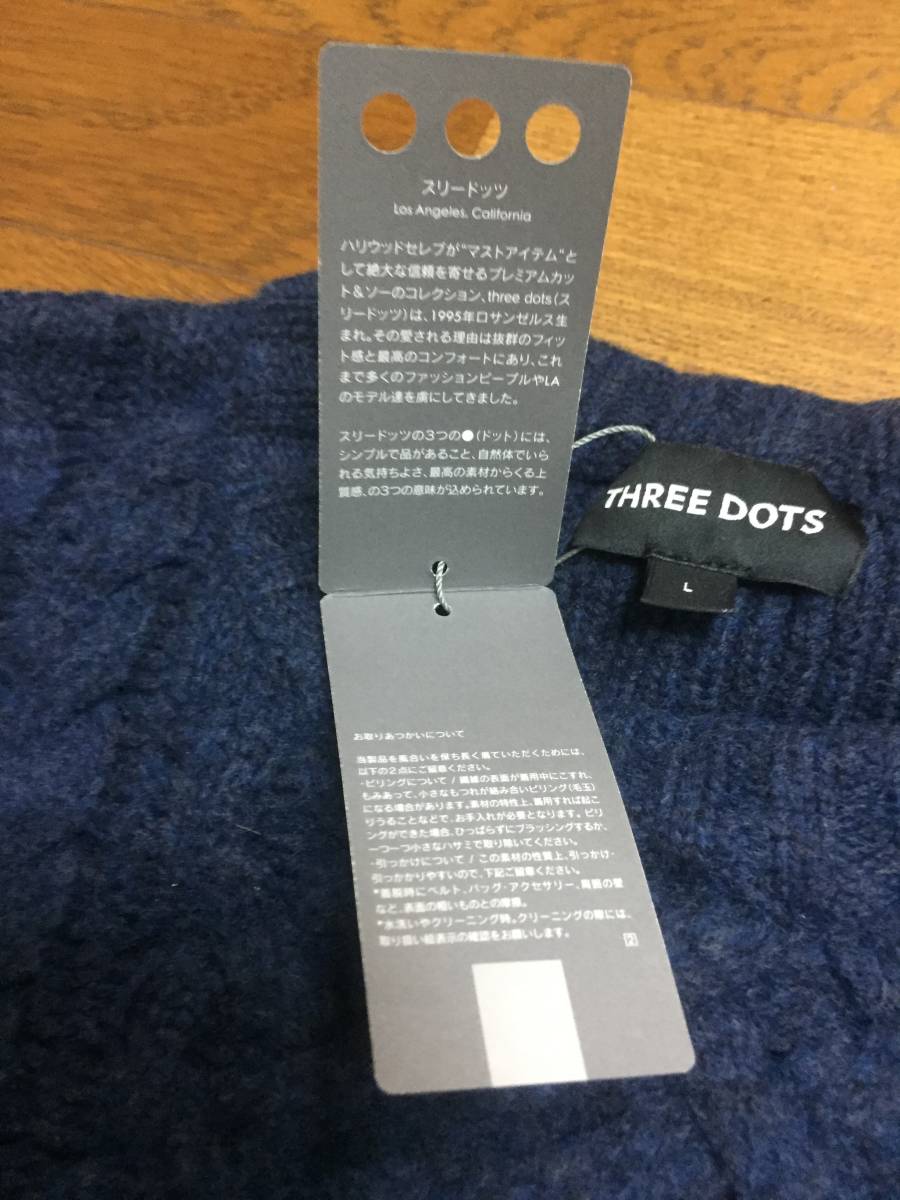 スリードッツ
Los Angeles, California
ハリウッドセレブが“マストアイテム”と
して絶大な信頼を寄せるプレミアムカッ
ト&ソーのコレクション、three dots(ス
リードッツ)は、1995年ロサンゼルス生
まれ。その愛される理由は抜群のフィッ
ト感と最高のコンフォートにあり、これ
まで多くのファッションピープルやLA
のモデル達を虜にしてきました。
スリードッツの3つの●(ドット)には、
シンプルで品があること、自然体でいら
れる気持ちよさ、最高の素材からくる上
質感、の3つの意味が込められています。
THREE DOTS
L
お取りあつかいについて
当製品を風合いを保ち長く着ていただくためには、
以下の2点にご留意ください。
・ピリングについて / 繊維の表面が着用中にこすれ、
もみあって、小さなもつれが絡み合いピリング(毛玉)
になる場合があります。素材の特性上、着用すれば起こ
りうることなどで、お手入れが必要となります。ピリ
ングができた場合、ひっぱらずにブラッシングするか、
一つ一つ小さなハサミで取り除いてください。
・引っかけについて / この素材の性質上、引っかけ・
引っかかりやすいので、下記ご留意ください。
*着脱時にベルト、バッグ・アクセサリー、周囲の壁
など、表面の粗いものとの摩擦。
*水洗いやクリーニング時。クリーニングの際には、
取り扱い絵表示の確認をお願いします。